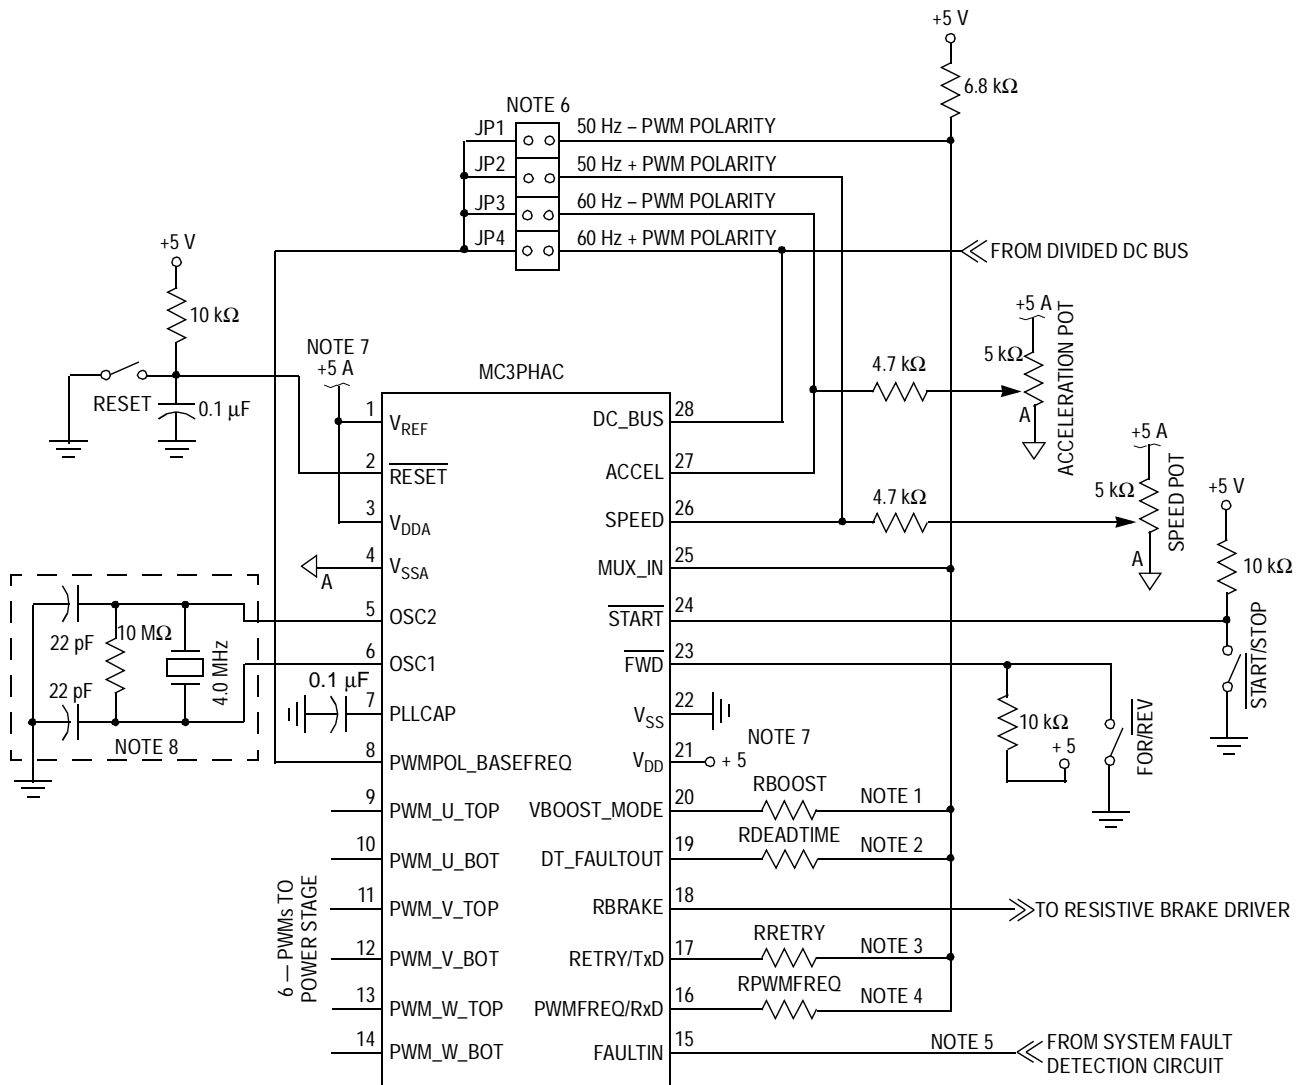 +5 V
6.8 kΩ
NOTE 6
JP1
50 Hz – PWM POLARITY
JP2
50 Hz + PWM POLARITY
JP3
60 Hz – PWM POLARITY
JP4
60 Hz + PWM POLARITY
FROM DIVIDED DC BUS
+5 V
10 kΩ
RESET
0.1 µF
NOTE 7
+5 A
MC3PHAC
+5 A
5 kΩ
A
ACCELERATION POT
4.7 kΩ
+5 A
5 kΩ
A
SPEED POT
4.7 kΩ
+5 V
10 kΩ
START/STOP
1 VREF
2 RESET
3 VDDA
4 VSSA
A
5 OSC2
6 OSC1
7 PLLCAP
8 PWMPOL_BASEFREQ
9 PWM_U_TOP
10 PWM_U_BOT
11 PWM_V_TOP
12 PWM_V_BOT
13 PWM_W_TOP
14 PWM_W_BOT
DC_BUS 28
ACCEL 27
SPEED 26
MUX_IN 25
START 24
FWD 23
VSS 22
VDD 21
VBOOST_MODE 20
DT_FAULTOUT 19
RBRAKE 18
RETRY/TxD 17
PWMFREQ/RxD 16
FAULTIN 15
22 pF
10 MΩ
4.0 MHz
22 pF
NOTE 8
0.1 µF
6 — PWMs TO
POWER STAGE
NOTE 7
+ 5
10 kΩ
+ 5
FOR/REV
RBOOST
NOTE 1
RDEADTIME
NOTE 2
TO RESISTIVE BRAKE DRIVER
RRETRY
NOTE 3
RPWMFREQ
NOTE 4
NOTE 5
FROM SYSTEM FAULT
DETECTION CIRCUIT